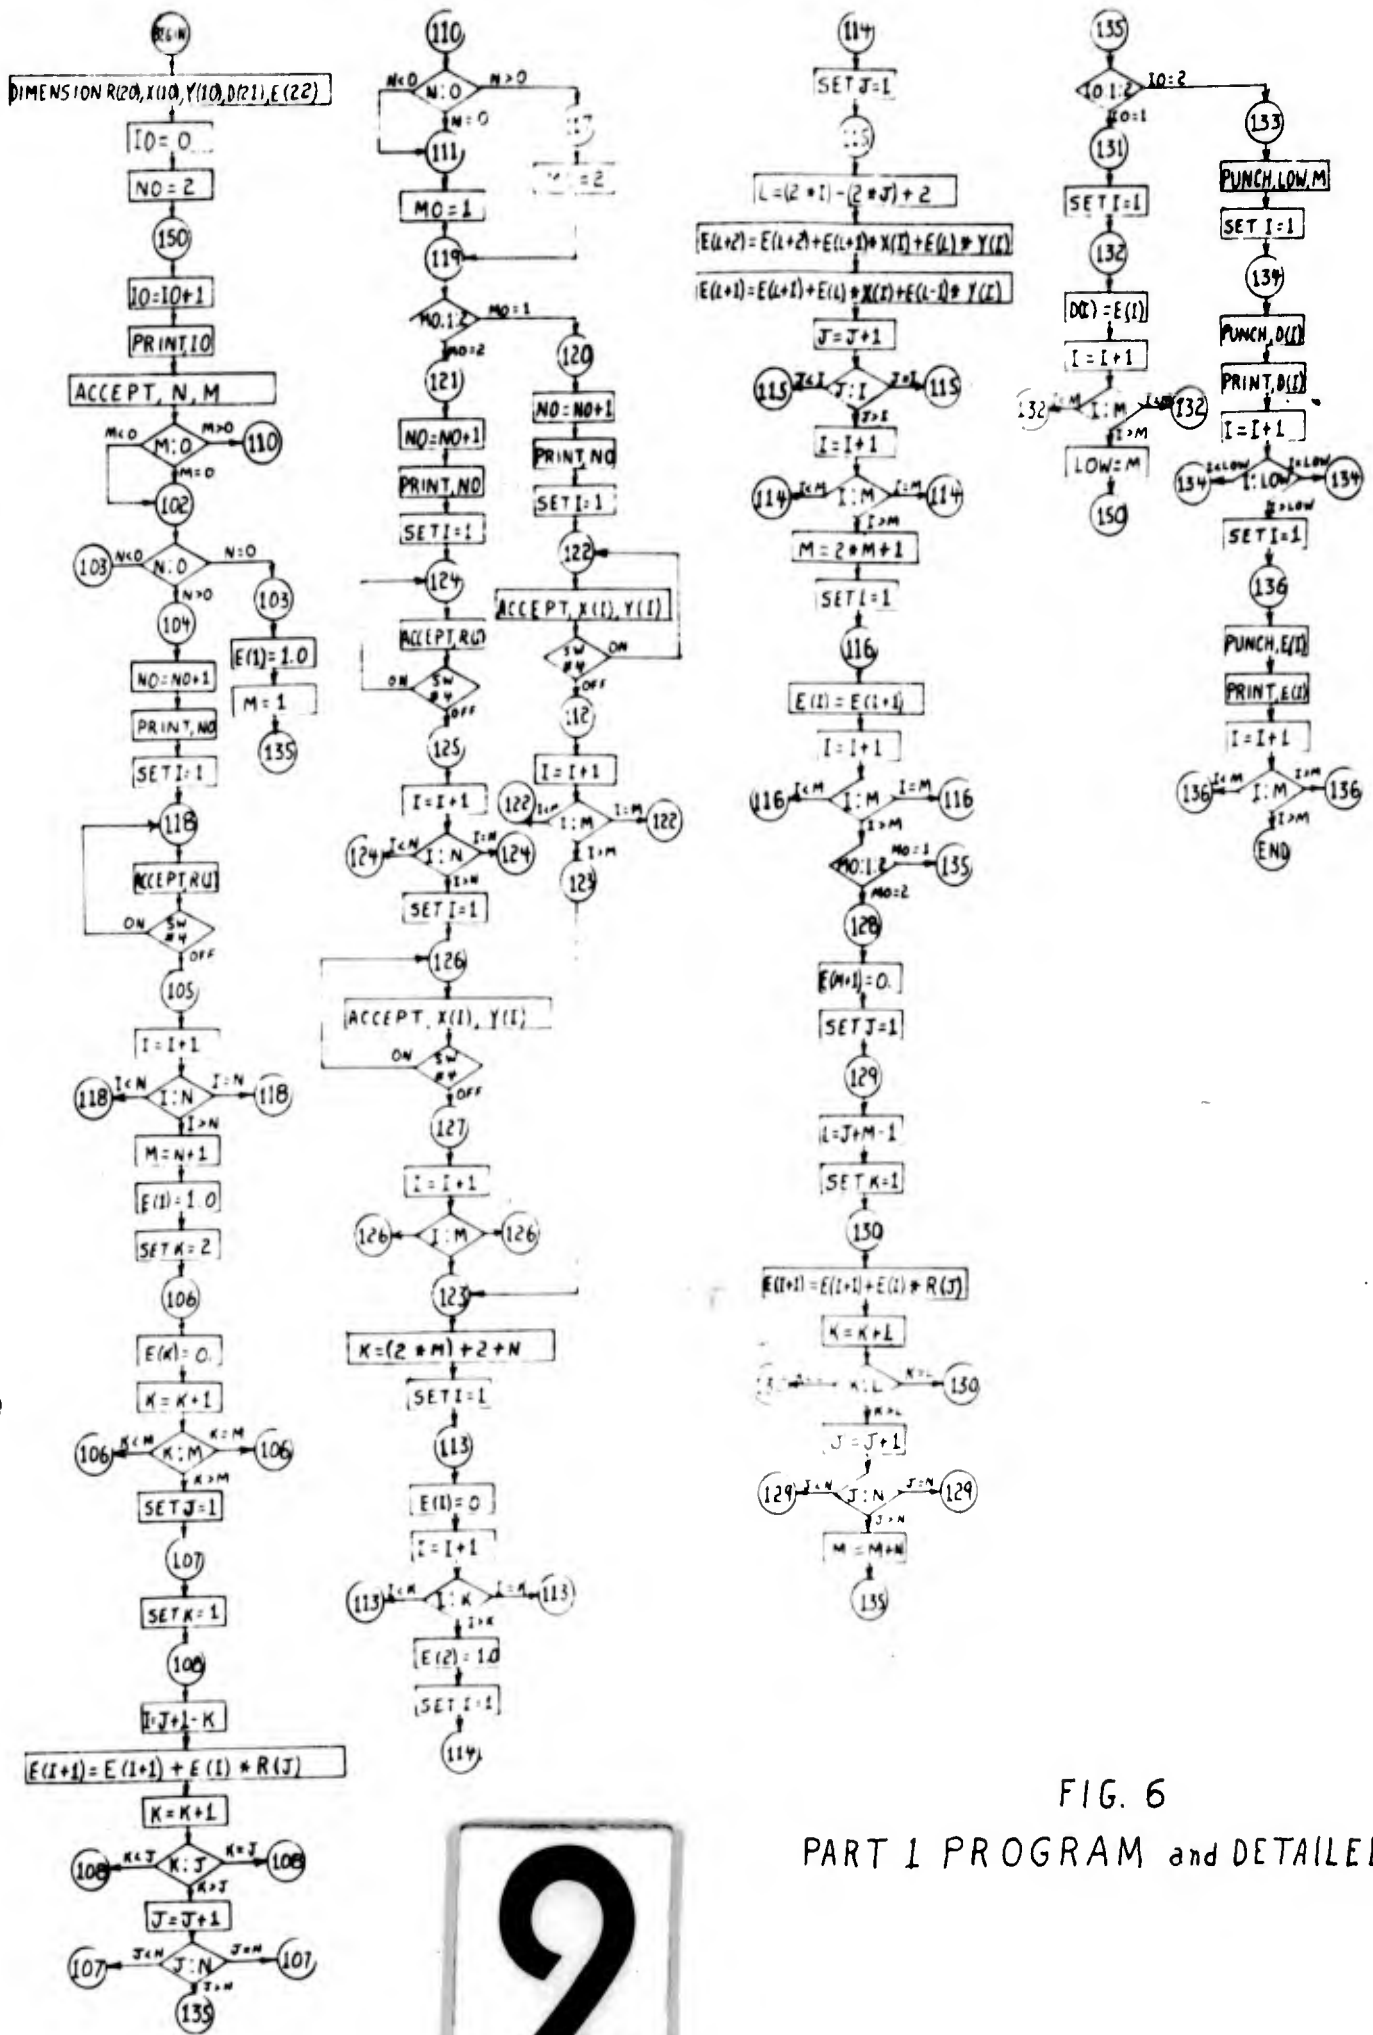 BEGIN
DIMENSION R(20),X(10),Y(10),D(21),E(22)
IO=0
NO=2
150
IO=IO+1
PRINT,IO
ACCEPT, N, M
M<0 M:0 M>0 110
M=0
102
103 N<0 N:0 N=0
N>0
103
104
E(1)=1.0
NO=NO+1
M=1
PRINT,NO
135
SET I=1
118
ACCEPT,R(I)
ON SW #4
OFF
105
I=I+1
118 I<N I:N I=N 118
I>N
M=N+1
E(1)=1.0
SET K=2
106
E(K)=0.
K=K+1
106 K<M K:M K=M 106
K>M
SET J=1
107
SET K=1
108
I=J+1-K
E(I+1)=E(I+1)+E(I)*R(J)
K=K+1
108 K<J K:J K=J 108
K>J
J=J+1
107 J<N J:N J=N 107
J>N
135
110
N<0 N:0 N>0
N=0
111
=2
MO=1
119
MO:1:2 MO=1
MO=2
120
121
NO=NO+1
NO=NO+1
PRINT,NO
PRINT,NO
SET I=1
SET I=1
122
124
ACCEPT,X(I),Y(I)
ACCEPT,R(I)
SW #4 ON
OFF
ON SW #4
OFF
112
125
I=I+1
I=I+1
122 I<M I:M I=M 122
I>M
124 I<N I:N I=N 124
I>N
123
SET I=1
126
ACCEPT,X(I),Y(I)
ON SW #4
OFF
127
I=I+1
126 I:M 126
123
K=(2*M)+2+N
SET I=1
113
E(I)=0
I=I+1
113 I<K I:K I=K 113
I>K
E(2)=1.0
SET I=1
114
114
SET J=1
115
L=(2*I)-(2*J)+2
E(L+2)=E(L+2)+E(L+1)*X(I)+E(L)*Y(I)
E(L+1)=E(L+1)+E(L)*X(I)+E(L-1)*Y(I)
J=J+1
115 J<I J:I J=I 115
J>I
I=I+1
114 I<M I:M I=M 114
I>M
M=2*M+1
SET I=1
116
E(I)=E(I+1)
I=I+1
116 I<M I:M I=M 116
I>M
MO:1:2 MO=1 135
MO=2
128
E(M+1)=0.
SET J=1
129
L=J+M-1
SET K=1
130
E(I+1)=E(I+1)+E(I)*R(J)
K=K+1
K:L K=L 130
K>L
J=J+1
129 J<N J:N J=N 129
J>N
M=M+N
135
135
IO:1:2 IO=2
IO=1
133
131
PUNCH,LOW,M
SET I=1
SET I=1
132
134
D(I)=E(I)
PUNCH,D(I)
I=I+1
PRINT,D(I)
132 I<M I:M 132
I>M
I=I+1
LOW=M
134 I<LOW I:LOW I=LOW 134
I>LOW
150
SET I=1
136
PUNCH,E(I)
PRINT,E(I)
I=I+1
136 I<M I:M I>M 136
I>M
END
FIG. 6
PART 1 PROGRAM and DETAILE
2